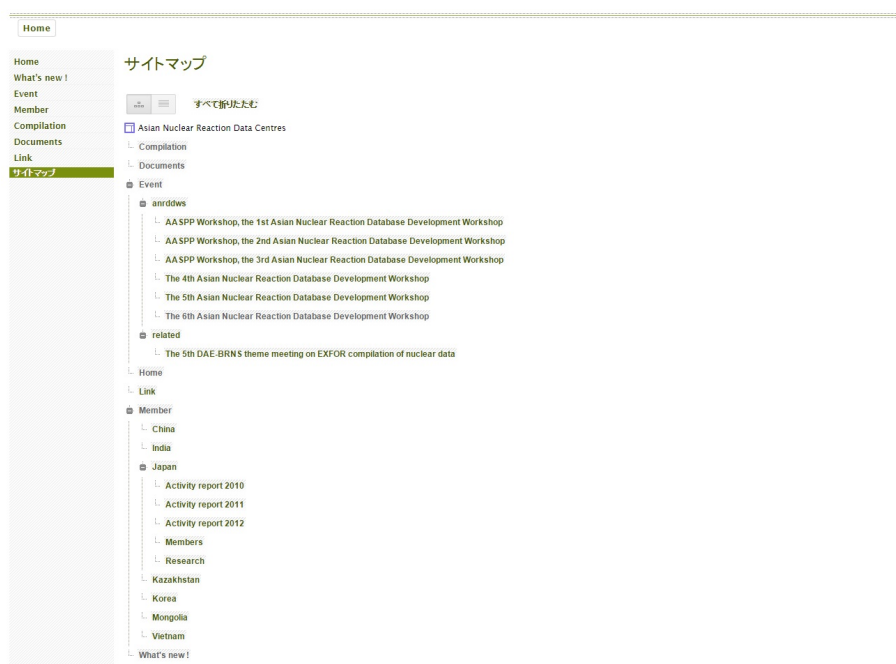 Home
Home
What's new !
Event
Member
Compilation
Documents
Link
サイトマップ
サイトマップ
すべて折りたたむ
Asian Nuclear Reaction Data Centres
Compilation
Documents
Event
anrddws
AASPP Workshop, the 1st Asian Nuclear Reaction Database Development Workshop
AASPP Workshop, the 2nd Asian Nuclear Reaction Database Development Workshop
AASPP Workshop, the 3rd Asian Nuclear Reaction Database Development Workshop
The 4th Asian Nuclear Reaction Database Development Workshop
The 5th Asian Nuclear Reaction Database Development Workshop
The 6th Asian Nuclear Reaction Database Development Workshop
related
The 5th DAE-BRNS theme meeting on EXFOR compilation of nuclear data
Home
Link
Member
China
India
Japan
Activity report 2010
Activity report 2011
Activity report 2012
Members
Research
Kazakhstan
Korea
Mongolia
Vietnam
What's new !